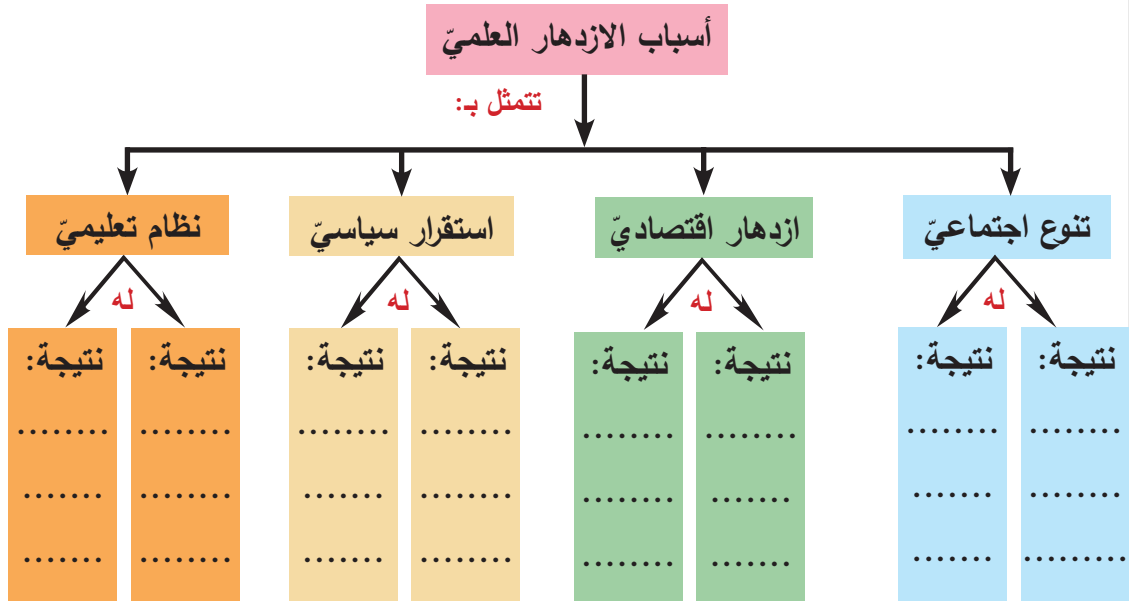 أسباب الازدهار العلميّ
تتمثل بـ:
تنوع اجتماعيّ
ازدهار اقتصاديّ
استقرار سياسيّ
نظام تعليميّ
له
له
له
له
نتيجة:
نتيجة:
نتيجة:
نتيجة:
نتيجة:
نتيجة:
نتيجة:
نتيجة:
........ ........ ........ ........ ........ ........ ........ ........
........ ....... ........ ........ ........ ....... ........ .......
......... ....... ....... ........ ....... ....... ........ .......